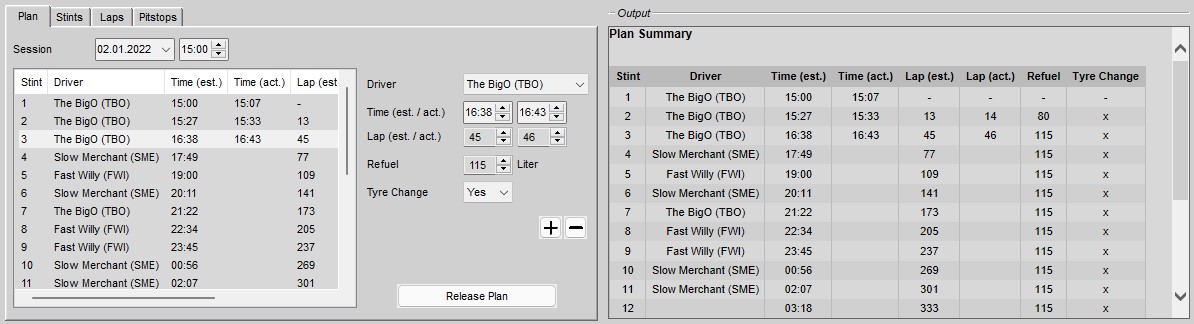 Plan Stints Laps Pitstops
Session 02.01.2022 15:00
Stint Driver Time (est.) Time (act.) Lap (est
1 The BigO (TBO) 15:00 15:07 -
2 The BigO (TBO) 15:27 15:33 13
3 The BigO (TBO) 16:38 16:43 45
4 Slow Merchant (SME) 17:49 77
5 Fast Willy (FWI) 19:00 109
6 Slow Merchant (SME) 20:11 141
7 The BigO (TBO) 21:22 173
8 Fast Willy (FWI) 22:34 205
9 Fast Willy (FWI) 23:45 237
10 Slow Merchant (SME) 00:56 269
11 Slow Merchant (SME) 02:07 301
Driver The BigO (TBO)
Time (est. / act.) 16:38 16:43
Lap (est. / act.) 45 46
Refuel 115 Liter
Tyre Change Yes
+ −
Release Plan
Output
Plan Summary
Stint Driver Time (est.) Time (act.) Lap (est.) Lap (act.) Refuel Tyre Change
1 The BigO (TBO) 15:00 15:07 - - - -
2 The BigO (TBO) 15:27 15:33 13 14 80 x
3 The BigO (TBO) 16:38 16:43 45 46 115 x
4 Slow Merchant (SME) 17:49 77 115 x
5 Fast Willy (FWI) 19:00 109 115 x
6 Slow Merchant (SME) 20:11 141 115 x
7 The BigO (TBO) 21:22 173 115 x
8 Fast Willy (FWI) 22:34 205 115 x
9 Fast Willy (FWI) 23:45 237 115 x
10 Slow Merchant (SME) 00:56 269 115 x
11 Slow Merchant (SME) 02:07 301 115 x
12 03:18 333 115 x